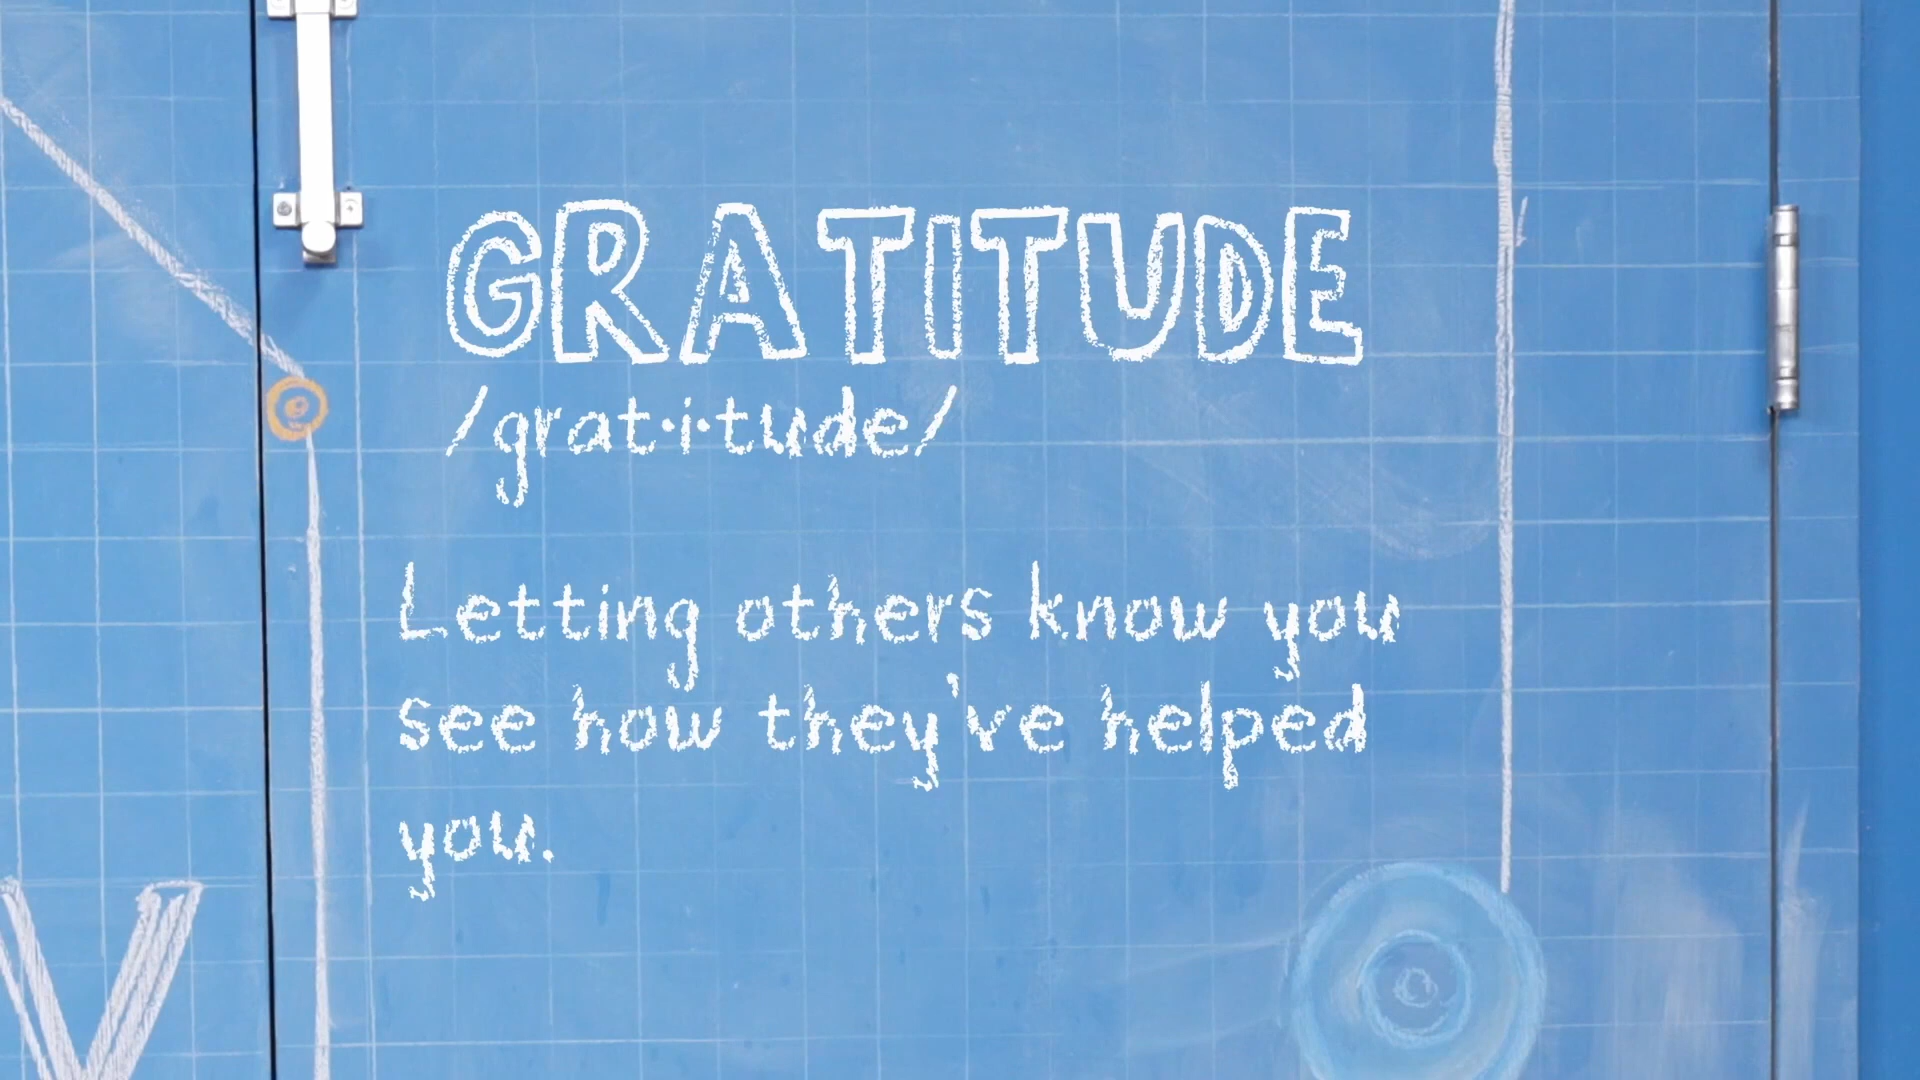 GRATITUDE
/grat•i•tude/
Letting others know you
see how they've helped
you.